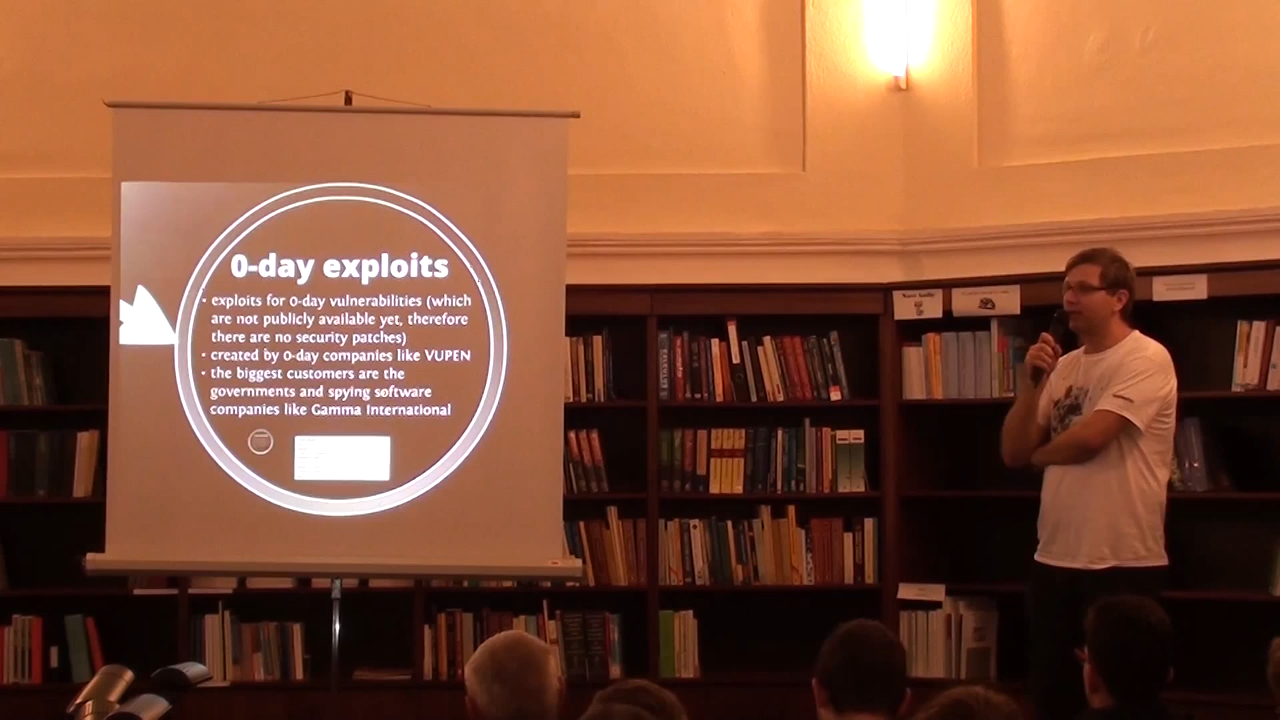 0-day exploits
• exploits for 0-day vulnerabilities (which
are not publicly available yet, therefore
there are no security patches)
• created by 0-day companies like VUPEN
• the biggest customers are the
governments and spying software
companies like Gamma International